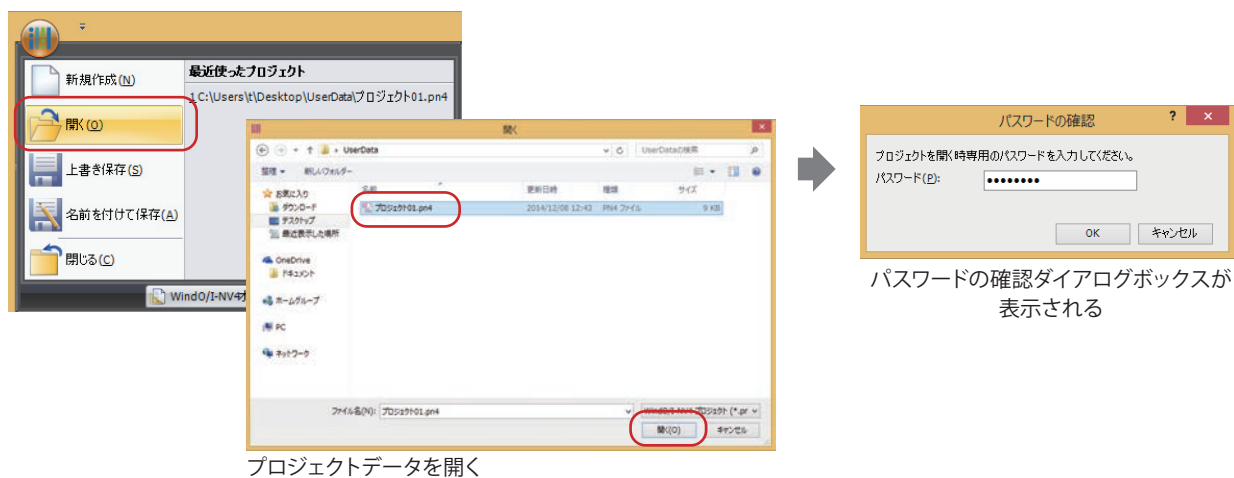 新規作成(N)
開く(O)
上書き保存(S)
名前を付けて保存(A)
閉じる(C)
最近使ったプロジェクト
1 C:\Users\t\Desktop\UserData\プロジェクト01.pn4
WindO/I-NV4
開く
UserData
UserDataの検索
整理
新しいフォルダー
お気に入り
ダウンロード
デスクトップ
最近表示した場所
OneDrive
ドキュメント
ホームグループ
PC
ネットワーク
名前
更新日時
種類
サイズ
プロジェクト01.pn4
2014/12/08 12:43
PN4 ファイル
9 KB
ファイル名(N):
プロジェクト01.pn4
WindO/I-NV4 プロジェクト (*.pr
開く(O)
キャンセル
プロジェクトデータを開く
パスワードの確認
プロジェクトを開く時専用のパスワードを入力してください。
パスワード(P):
OK
キャンセル
パスワードの確認ダイアログボックスが
表示される